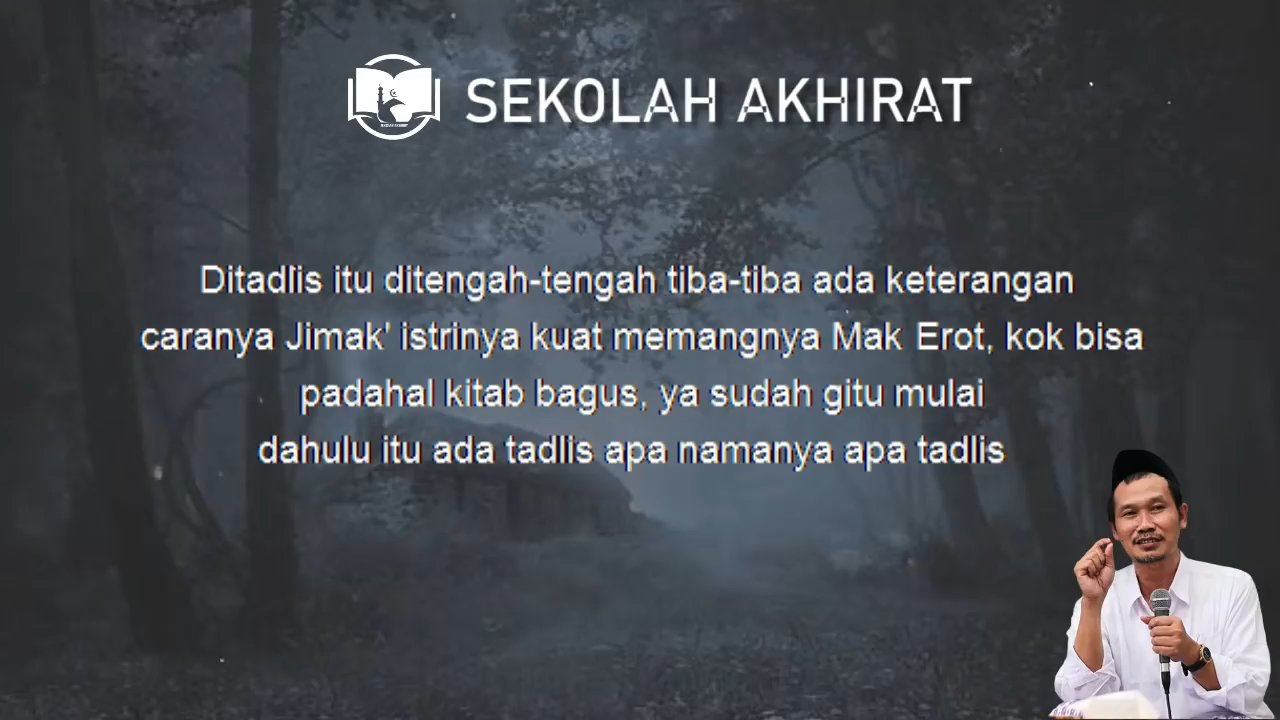 SEKOLAH AKHIRAT
Ditadlis itu ditengah-tengah tiba-tiba ada keterangan
caranya Jimak' istrinya kuat memangnya Mak Erot, kok bisa
padahal kitab bagus, ya sudah gitu mulai
dahulu itu ada tadlis apa namanya apa tadlis